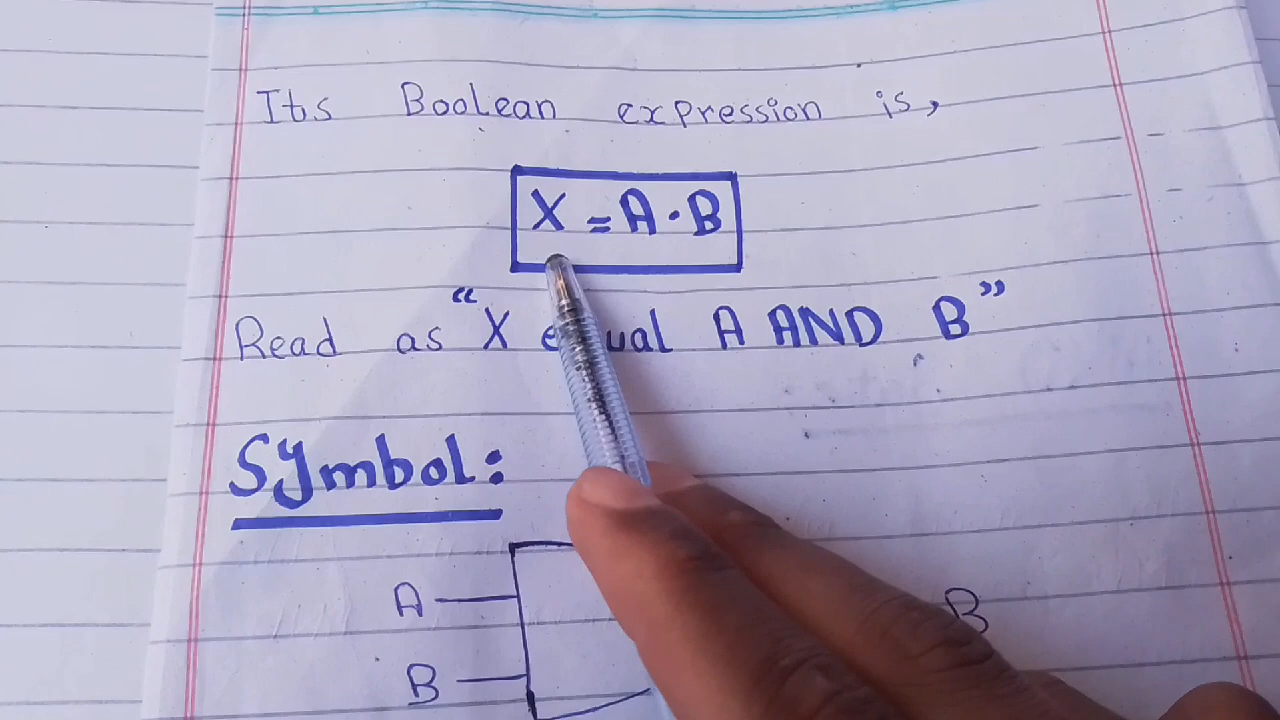 Its Boolean expression is,
X = A · B
Read as "X equal A AND B"
Symbol:
A
B
B